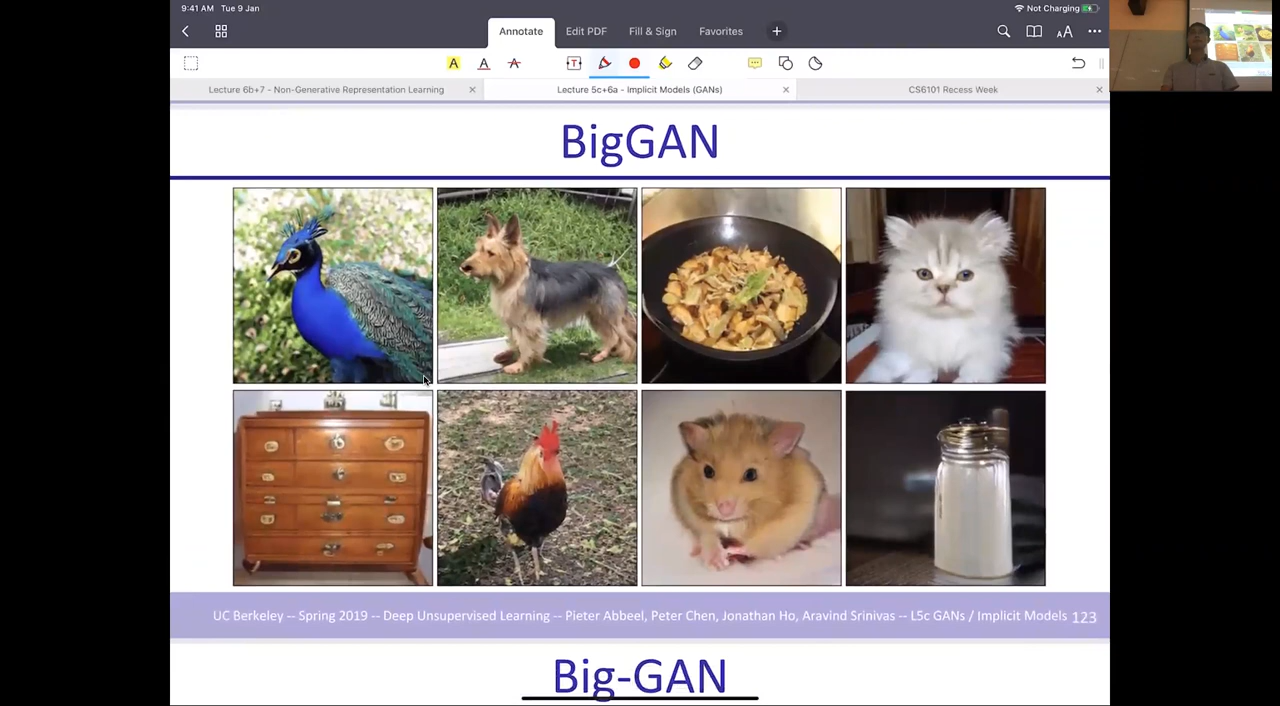 9:41 AM Tue 9 Jan
Not Charging
Annotate Edit PDF Fill & Sign Favorites +
AA
A A A T
Lecture 6b+7 - Non-Generative Representation Learning × Lecture 5c+6a - Implicit Models (GANs) × CS6101 Recess Week ×
BigGAN
UC Berkeley -- Spring 2019 -- Deep Unsupervised Learning -- Pieter Abbeel, Peter Chen, Jonathan Ho, Aravind Srinivas -- L5c GANs / Implicit Models 123
Big-GAN